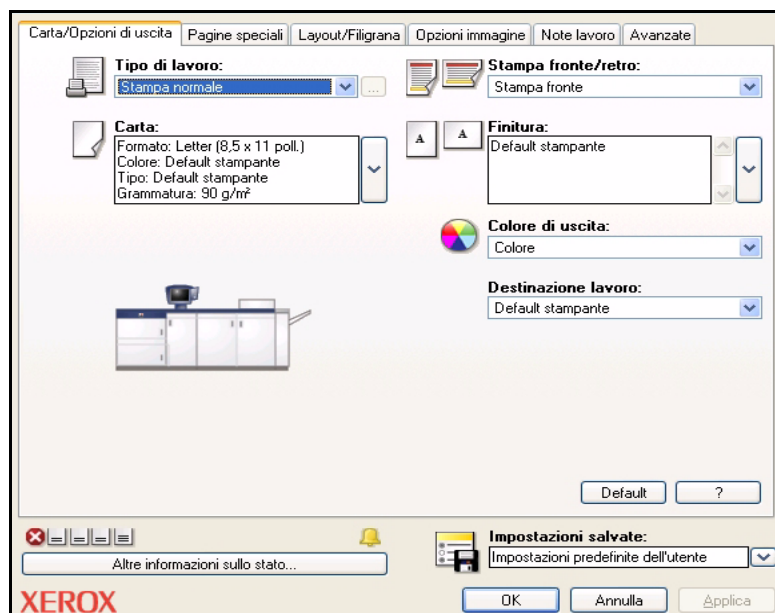 Carta/Opzioni di uscita Pagine speciali Layout/Filigrana Opzioni immagine Note lavoro Avanzate
Tipo di lavoro:
Stampa normale
...
Stampa fronte/retro:
Stampa fronte
Carta:
Formato: Letter (8,5 x 11 poll.)
Colore: Default stampante
Tipo: Default stampante
Grammatura: 90 g/m²
A A
Finitura:
Default stampante
Colore di uscita:
Colore
Destinazione lavoro:
Default stampante
Default ?
Altre informazioni sullo stato...
Impostazioni salvate:
Impostazioni predefinite dell'utente
XEROX
OK Annulla Applica